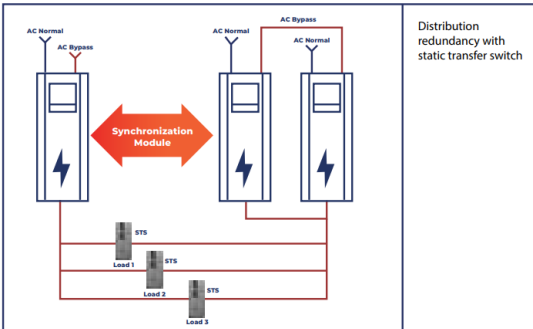 AC Normal
AC Bypass
AC Normal
AC Bypass
AC Normal
Synchronization
Module
STS
Load 1
STS
Load 2
STS
Load 3
Distribution
redundancy with
static transfer switch